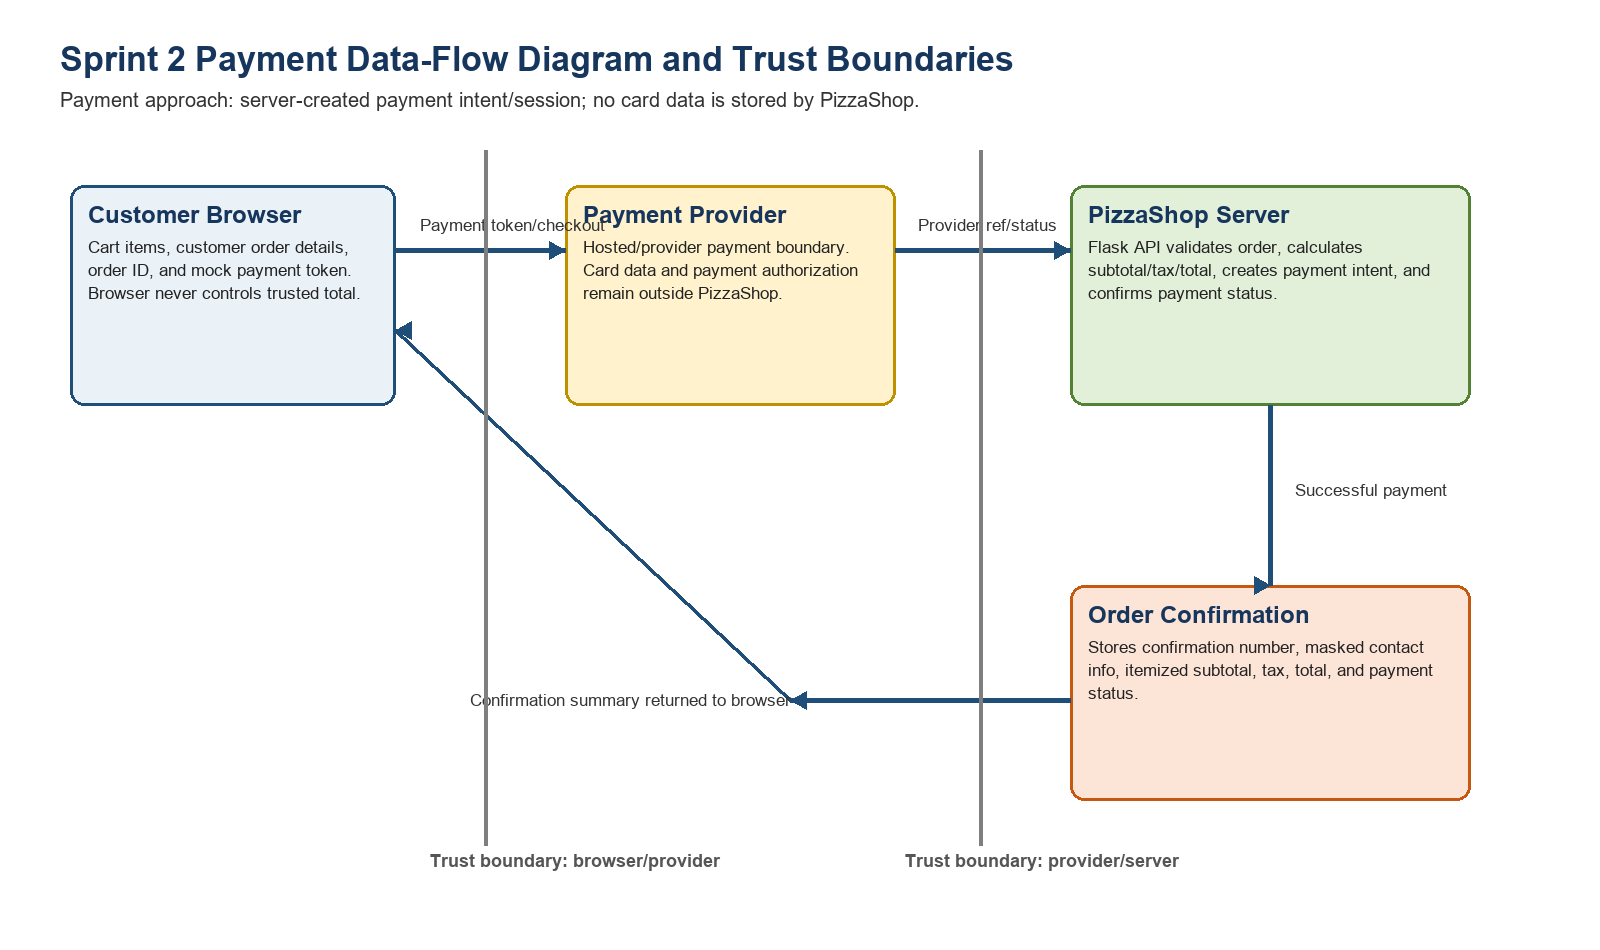 Sprint 2 Payment Data-Flow Diagram and Trust Boundaries
Payment approach: server-created payment intent/session; no card data is stored by PizzaShop.
Customer Browser
Cart items, customer order details,
order ID, and mock payment token.
Browser never controls trusted total.
Payment token/checkout
Payment Provider
Hosted/provider payment boundary.
Card data and payment authorization
remain outside PizzaShop.
Provider ref/status
PizzaShop Server
Flask API validates order, calculates
subtotal/tax/total, creates payment intent, and
confirms payment status.
Successful payment
Order Confirmation
Stores confirmation number, masked contact
info, itemized subtotal, tax, total, and payment
status.
Confirmation summary returned to browser
Trust boundary: browser/provider
Trust boundary: provider/server